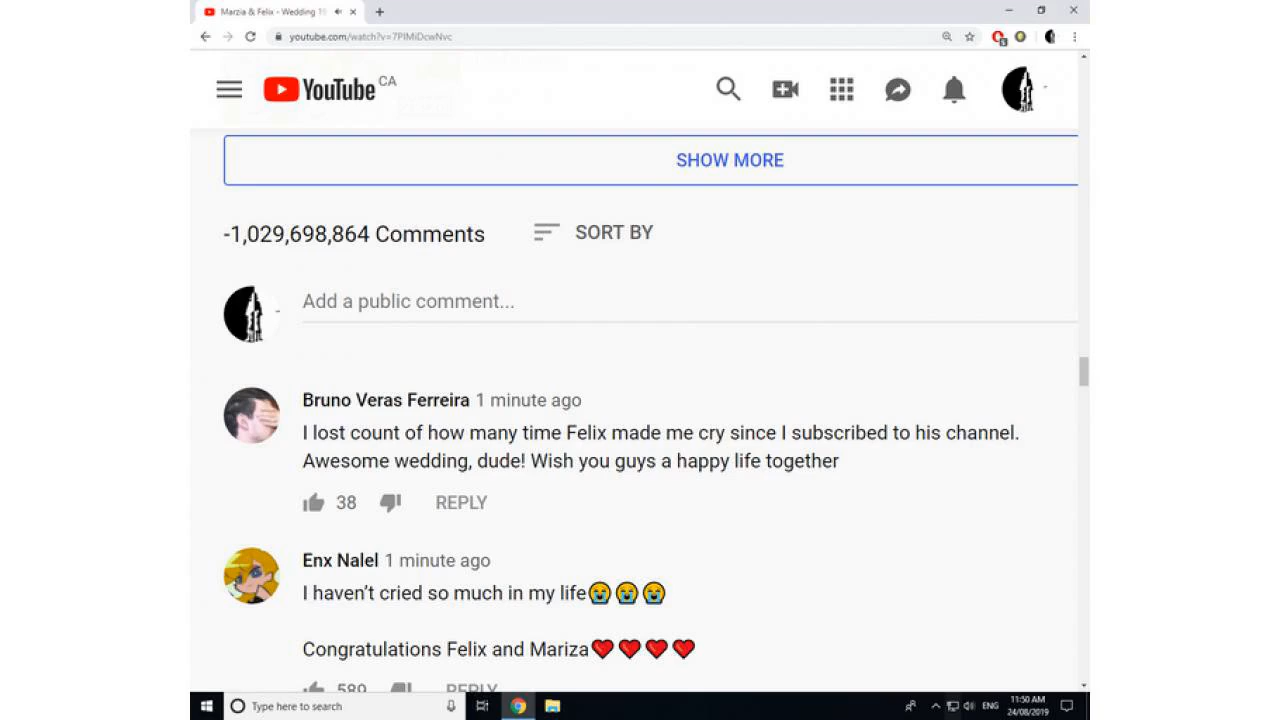 Marzia & Felix - Wedding 19
youtube.com/watch?v=7PIMiDcwNvc
YouTube CA
SHOW MORE
-1,029,698,864 Comments SORT BY
Add a public comment...
Bruno Veras Ferreira 1 minute ago
I lost count of how many time Felix made me cry since I subscribed to his channel.
Awesome wedding, dude! Wish you guys a happy life together
38 REPLY
Enx Nalel 1 minute ago
I haven't cried so much in my life😭😭😭
Congratulations Felix and Mariza❤❤❤❤
589 REPLY
Type here to search
ENG
11:50 AM
24/08/2019